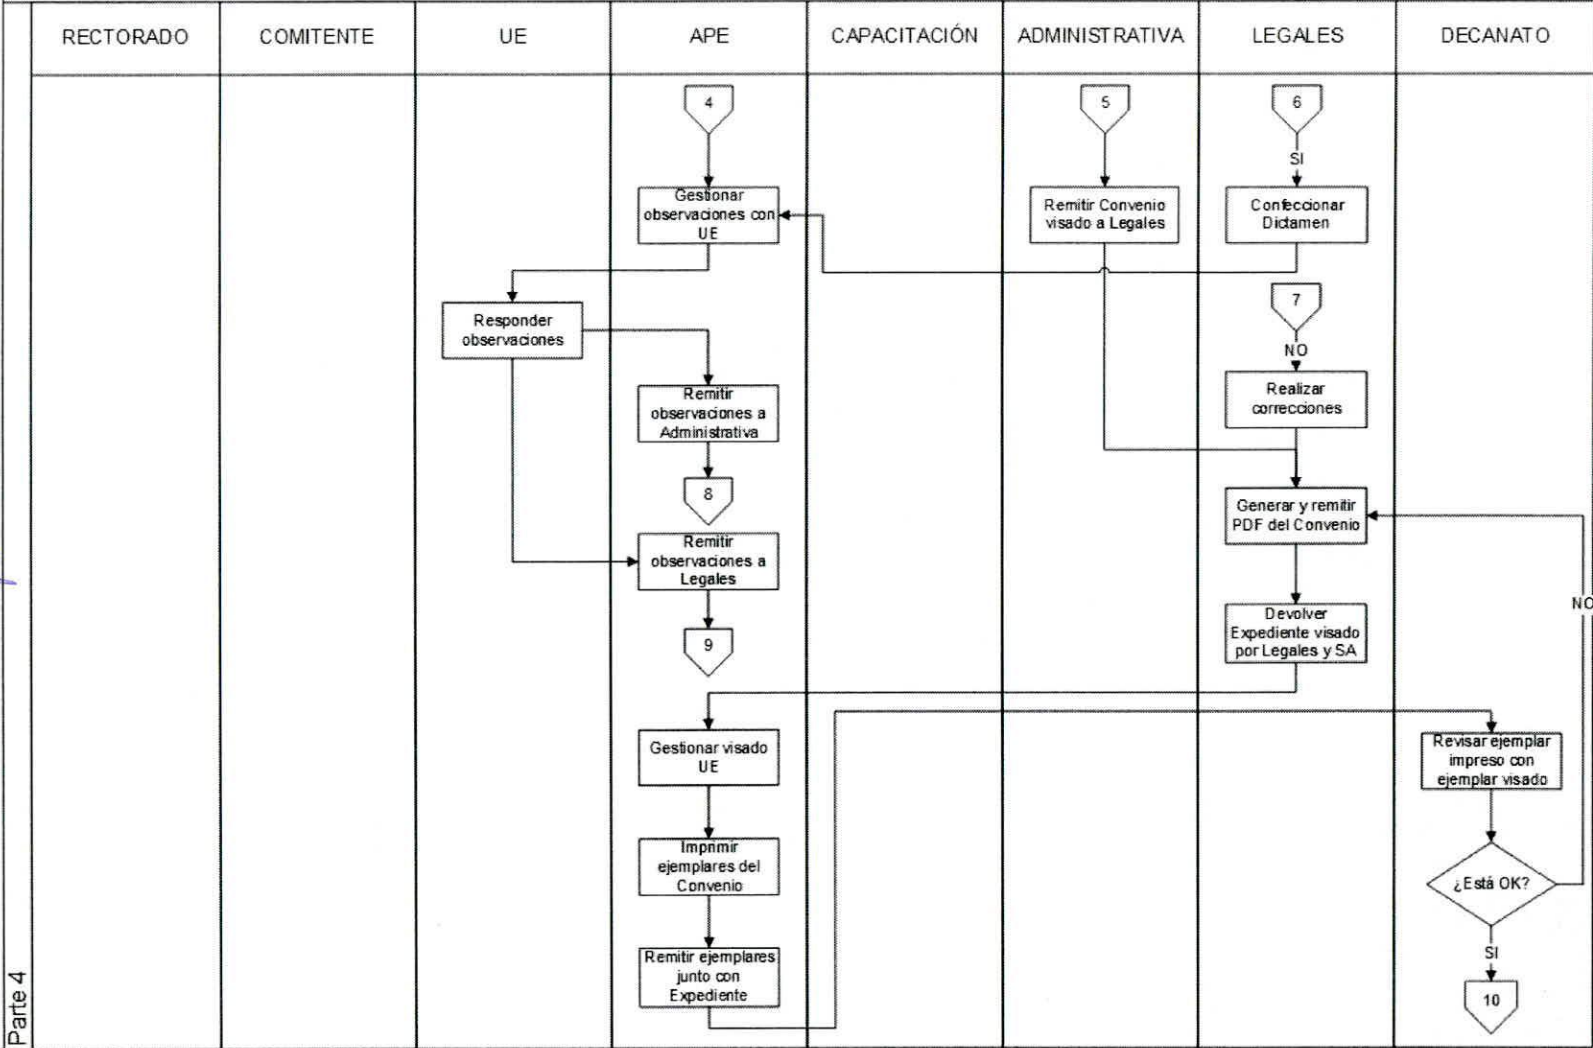 RECTORADO
COMITENTE
UE
APE
CAPACITACIÓN
ADMINISTRATIVA
LEGALES
DECANATO
4
5
6
SI
Gestionar
observaciones con
UE
Remitir Convenio
visado a Legales
Confeccionar
Dictamen
7
NO
Responder
observaciones
Realizar
correcciones
Remitir
observaciones a
Administrativa
8
Generar y remitir
PDF del Convenio
Remitir
observaciones a
Legales
9
Devolver
Expediente visado
por Legales y SA
NO
Gestionar visado
UE
Revisar ejemplar
impreso con
ejemplar visado
Imprimir
ejemplares del
Convenio
¿Está OK?
SI
Remitir ejemplares
junto con
Expediente
10
Parte 4